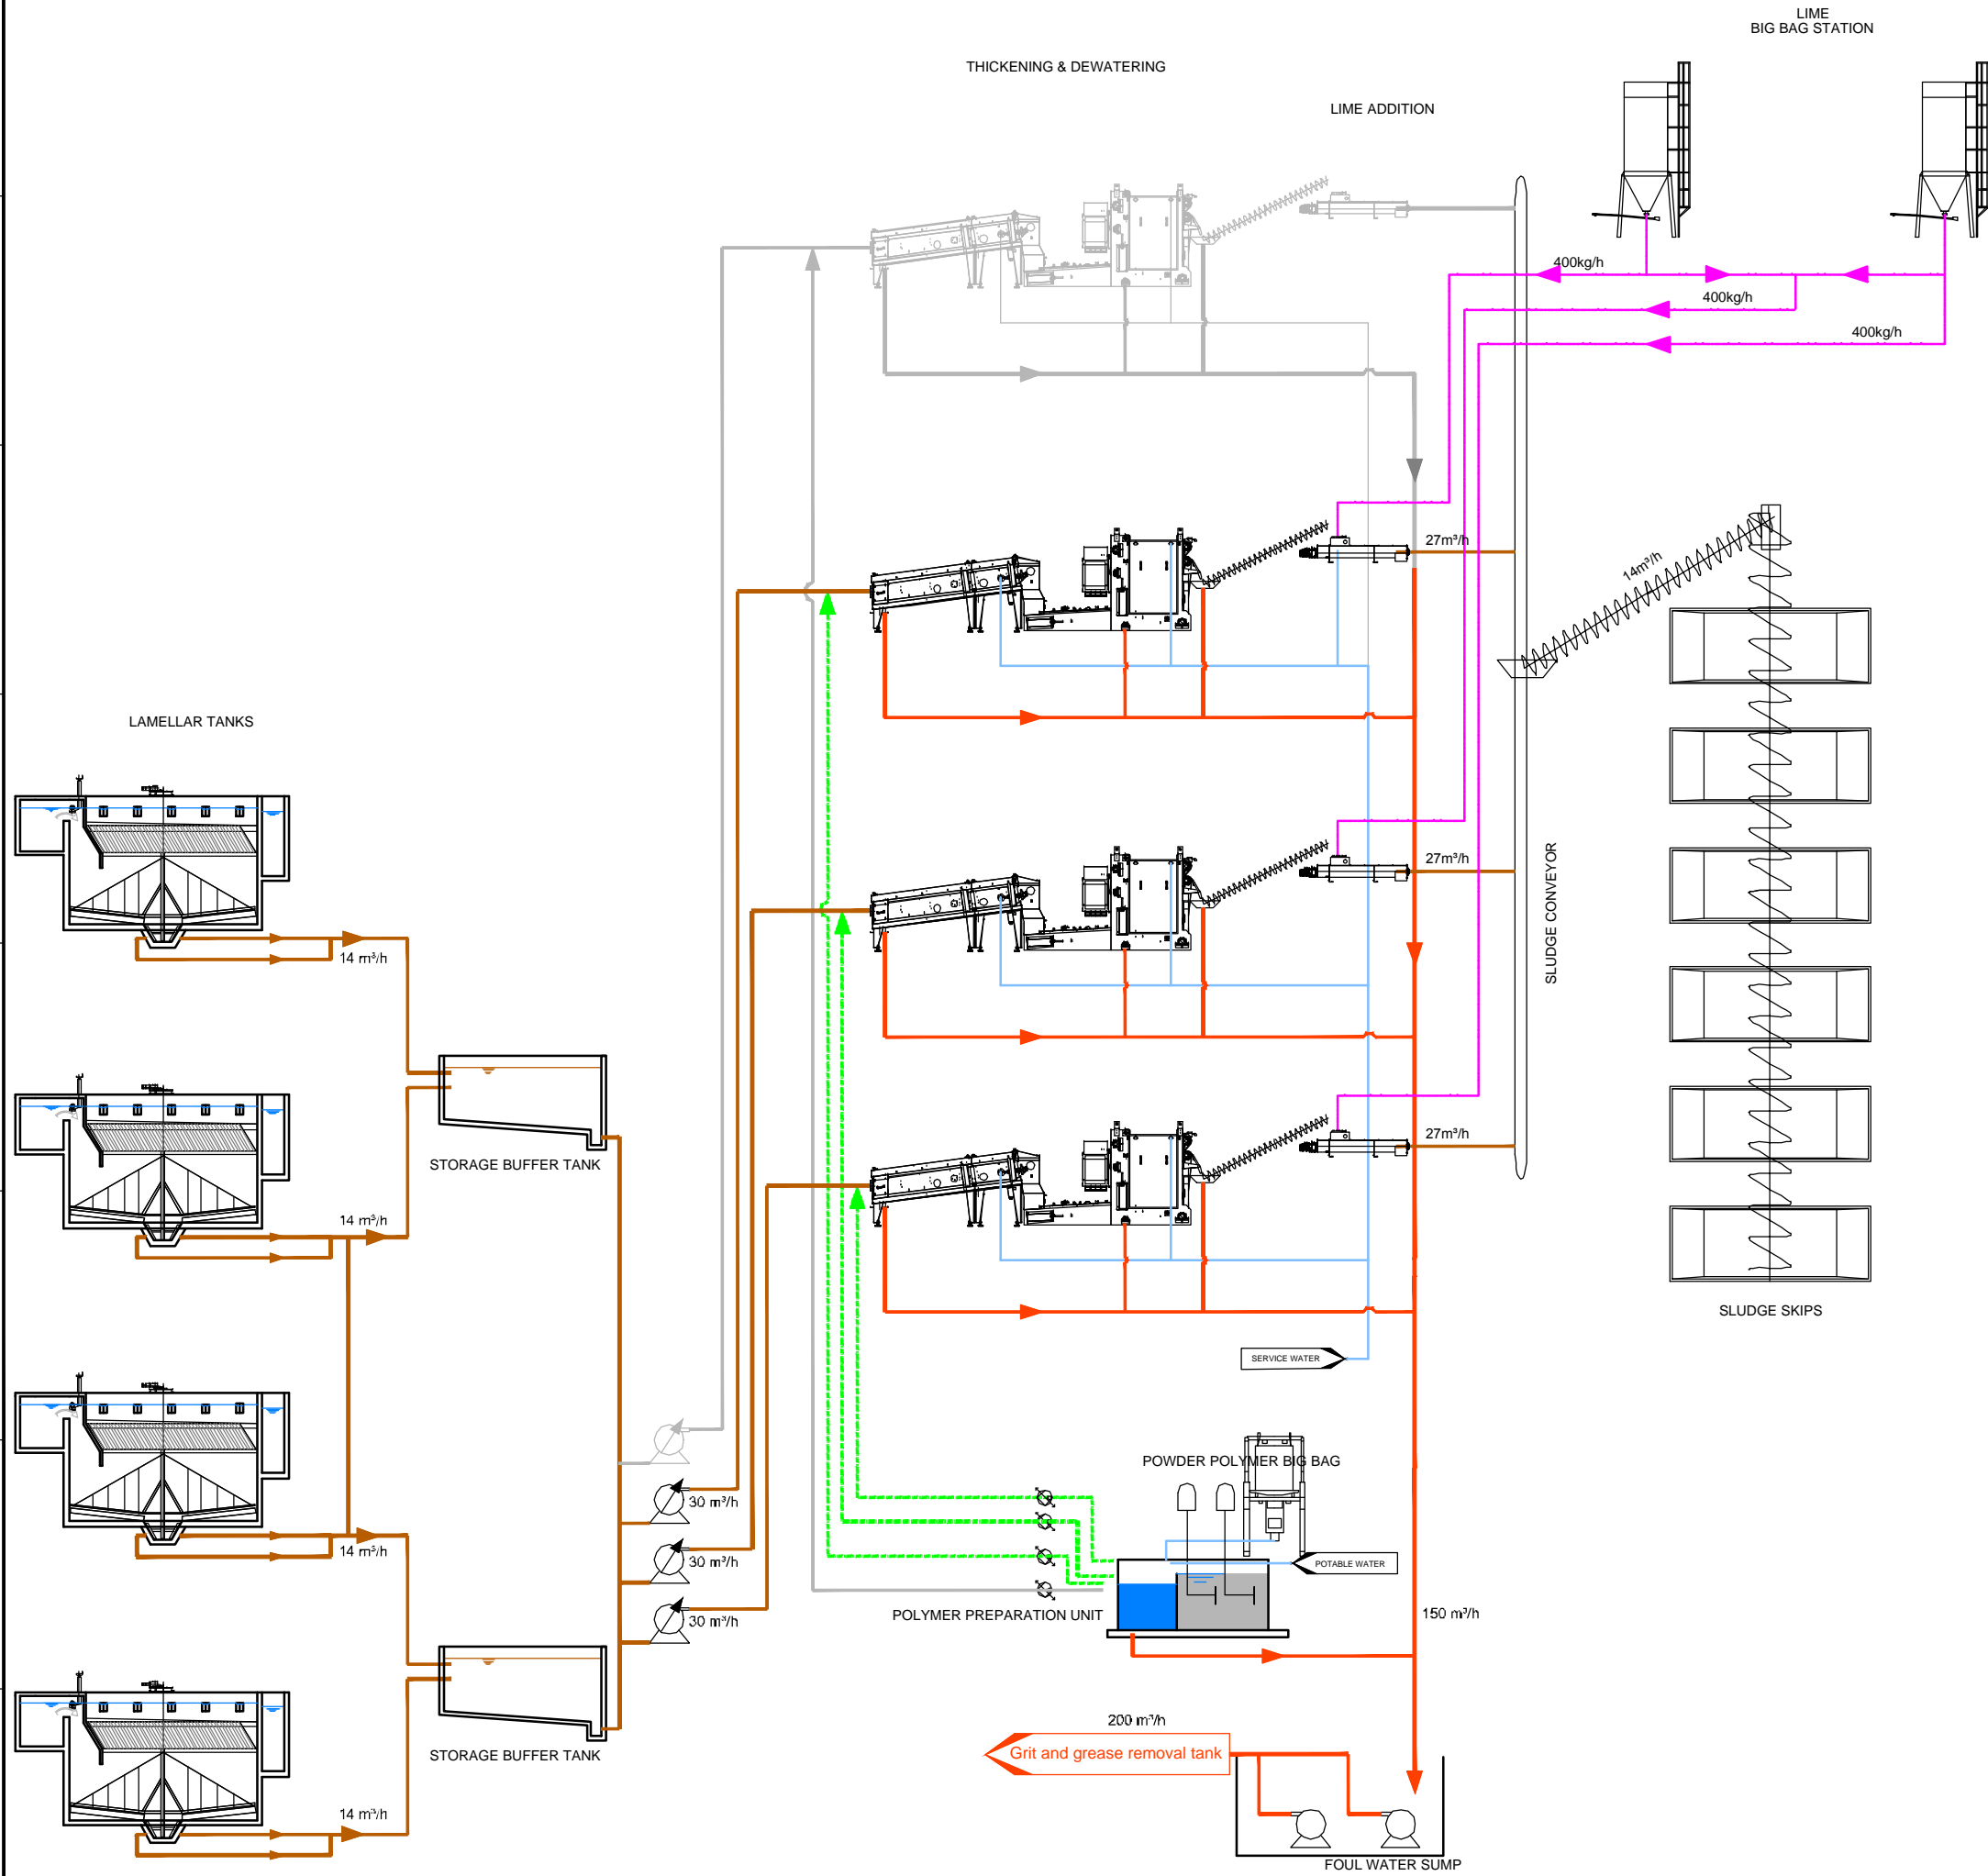 LIME
BIG BAG STATION
THICKENING & DEWATERING
LIME ADDITION
400kg/h
400kg/h
400kg/h
27m³/h
14m³/h
LAMELLAR TANKS
27m³/h
SLUDGE CONVEYOR
14 m³/h
27m³/h
STORAGE BUFFER TANK
14 m³/h
SLUDGE SKIPS
SERVICE WATER
POWDER POLYMER BIG BAG
30 m³/h
14 m³/h
30 m³/h
POTABLE WATER
POLYMER PREPARATION UNIT
30 m³/h
150 m³/h
200 m³/h
Grit and grease removal tank
STORAGE BUFFER TANK
14 m³/h
FOUL WATER SUMP